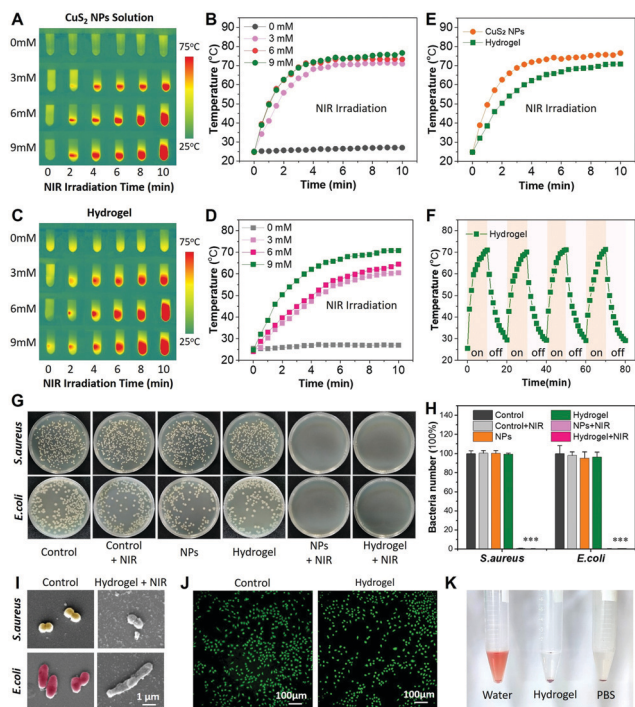 A
CuS₂ NPs Solution
0mM
3mM
6mM
9mM
75℃
25℃
0 2 4 6 8 10
NIR Irradiation Time (min)
B
Temperature (°C)
80
70
60
50
40
30
20
0 mM
3 mM
6 mM
9 mM
NIR Irradiation
0 2 4 6 8 10
Time (min)
E
Temperature (°C)
80
70
60
50
40
30
20
CuS₂ NPs
Hydrogel
NIR Irradiation
0 2 4 6 8 10
Time (min)
C
Hydrogel
0mM
3mM
6mM
9mM
75℃
25℃
0 2 4 6 8 10
NIR Irradiation Time (min)
D
Temperature (°C)
80
70
60
50
40
30
20
0 mM
3 mM
6 mM
9 mM
NIR Irradiation
0 2 4 6 8 10
Time (min)
F
Temperature (°C)
80
70
60
50
40
30
20
Hydrogel
on off on off on off on off
0 20 40 60 80
Time(min)
G
S.aureus
E.coli
Control
Control + NIR
NPs
Hydrogel
NPs + NIR
Hydrogel + NIR
H
Bacteria number (100%)
140
120
100
80
60
40
20
0
Control
Control+NIR
NPs
Hydrogel
NPs+NIR
Hydrogel+NIR
***
***
S.aureus E.coli
I
Control Hydrogel + NIR
S.aureus
E.coli
1 μm
J
Control Hydrogel
100μm 100μm
K
Water Hydrogel PBS